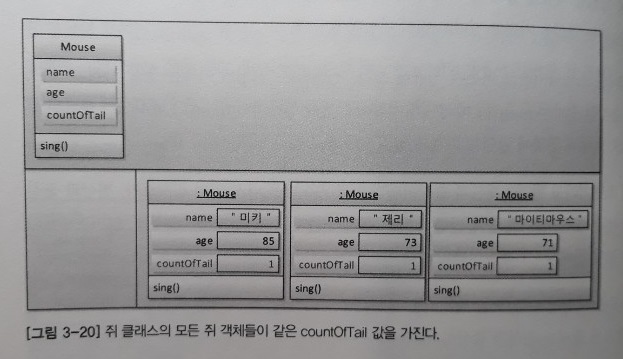 Mouse
name
age
countOfTail
sing()
: Mouse
name " 미키 "
age 85
countOfTail 1
sing()
: Mouse
name " 제리 "
age 73
countOfTail 1
sing()
: Mouse
name " 마이티마우스 "
age 71
countOfTail 1
sing()
[그림 3-20] 쥐 클래스의 모든 쥐 객체들이 같은 countOfTail 값을 가진다.